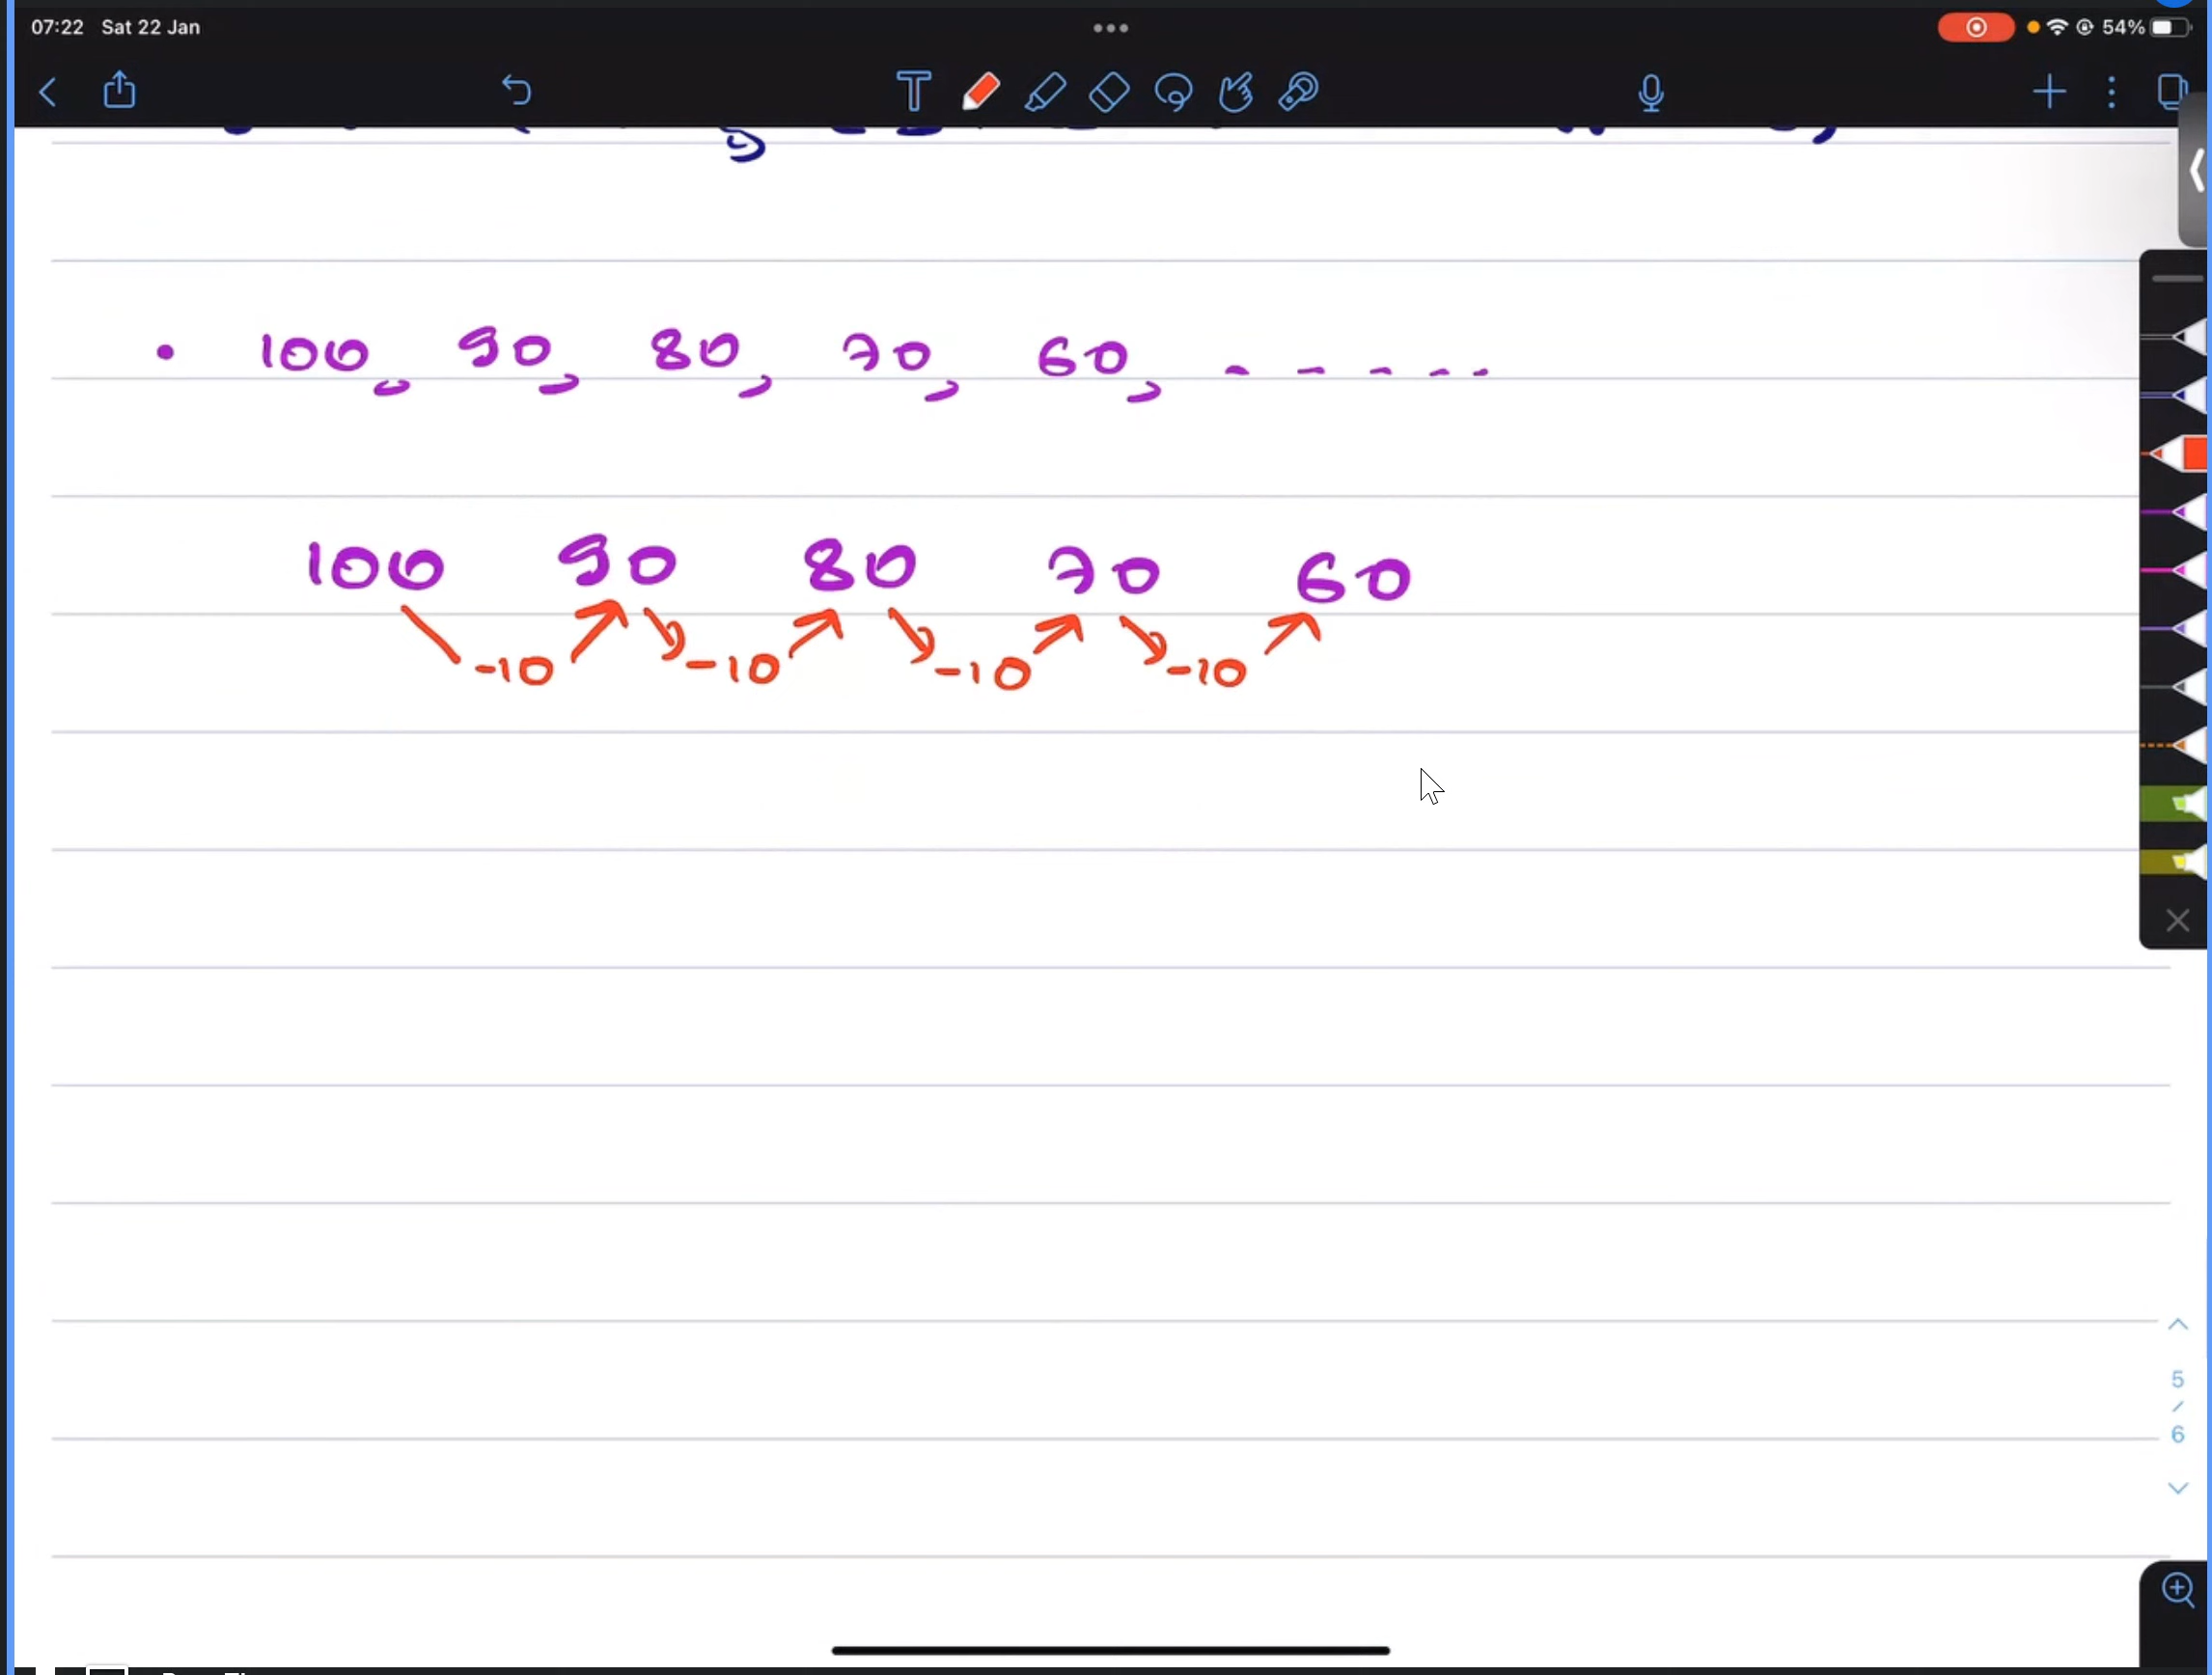 07:22 Sat 22 Jan 54%
• 100, 90, 80, 70, 60, - - - - -
100 90 80 70 60
-10 -10 -10 -10
5
/
6